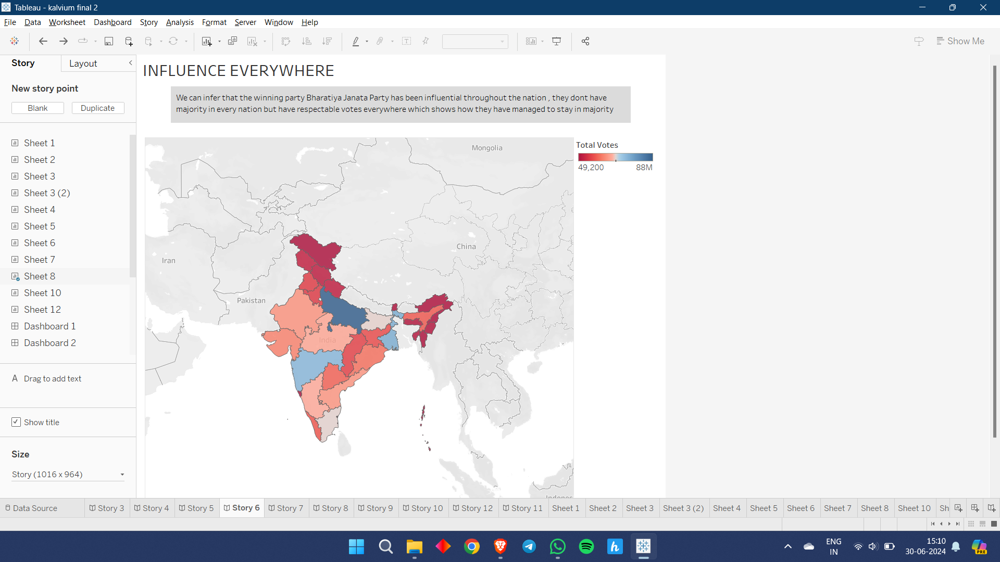 Tableau - kalvium final 2
File Data Worksheet Dashboard Story Analysis Format Server Window Help
Show Me
Story
Layout
New story point
Blank
Duplicate
Sheet 1
Sheet 2
Sheet 3
Sheet 3 (2)
Sheet 4
Sheet 5
Sheet 6
Sheet 7
Sheet 8
Sheet 10
Sheet 12
Dashboard 1
Dashboard 2
A Drag to add text
Show title
Size
Story (1016 x 964)
INFLUENCE EVERYWHERE
We can infer that the winning party Bharatiya Janata Party has been influential throughout the nation , they dont have
majority in every nation but have respectable votes everywhere which shows how they have managed to stay in majority
Mongolia
China
Iran
Pakistan
India
Total Votes
49,200 88M
Data Source Story 3 Story 4 Story 5 Story 6 Story 7 Story 8 Story 9 Story 10 Story 12 Story 11 Sheet 1 Sheet 2 Sheet 3 Sheet 3 (2) Sheet 4 Sheet 5 Sheet 6 Sheet 7 Sheet 8 Sheet 10 Sh
ENG
IN
15:10
30-06-2024
PRE